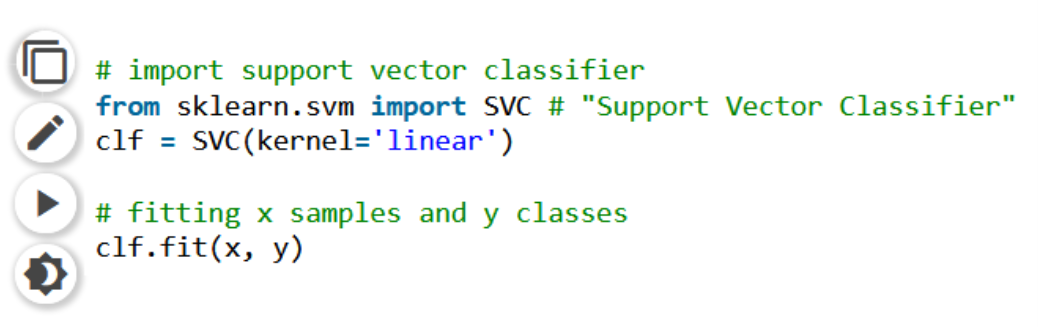 # import support vector classifier
from sklearn.svm import SVC # "Support Vector Classifier"
clf = SVC(kernel='linear')
# fitting x samples and y classes
clf.fit(x, y)